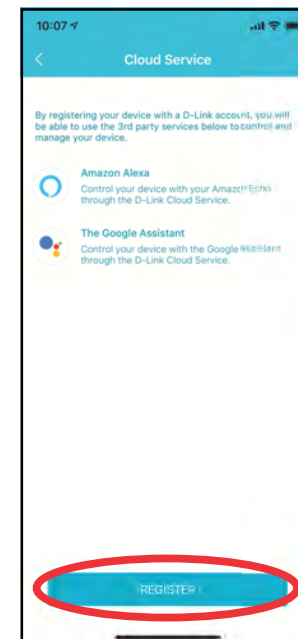 10:07
Cloud Service
By registering your device with a D-Link account, you will
be able to use the 3rd party services below to control and
manage your device.
Amazon Alexa
Control your device with your Amazon Echo
through the D-Link Cloud Service.
The Google Assistant
Control your device with the Google Assistant
through the D-Link Cloud Service.
REGISTER